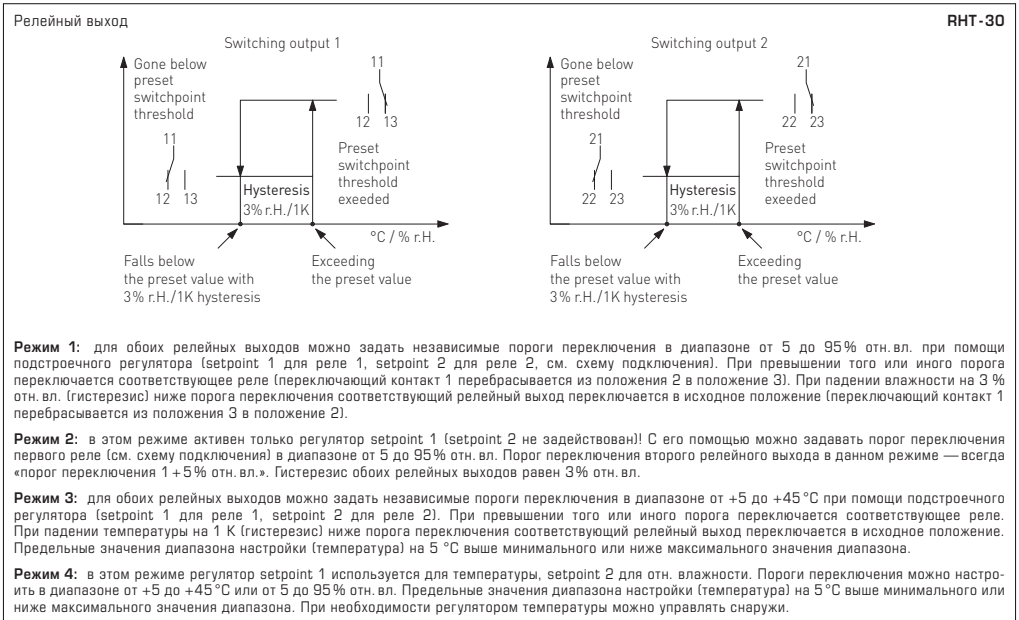 Релейный выход
RHT-30
Switching output 1
Gone below
preset
switchpoint
threshold
11
12 13
11
12 13
Preset
switchpoint
threshold
exeeded
Hysteresis
3% r.H./1K
°C / % r.H.
Falls below
the preset value with
3% r.H./1K hysteresis
Exceeding
the preset value
Switching output 2
Gone below
preset
switchpoint
threshold
21
22 23
21
22 23
Preset
switchpoint
threshold
exeeded
Hysteresis
3% r.H./1K
°C / % r.H.
Falls below
the preset value with
3% r.H./1K hysteresis
Exceeding
the preset value
Режим 1: для обоих релейных выходов можно задать независимые пороги переключения в диапазоне от 5 до 95% отн. вл. при помощи
подстроечного регулятора (setpoint 1 для реле 1, setpoint 2 для реле 2, см. схему подключения). При превышении того или иного порога
переключается соответствующее реле (переключающий контакт 1 перебрасывается из положения 2 в положение 3). При падении влажности на 3 %
отн. вл. (гистерезис) ниже порога переключения соответствующий релейный выход переключается в исходное положение (переключающий контакт 1
перебрасывается из положения 3 в положение 2).
Режим 2: в этом режиме активен только регулятор setpoint 1 (setpoint 2 не задействован)! С его помощью можно задавать порог переключения
первого реле (см. схему подключения) в диапазоне от 5 до 95% отн. вл. Порог переключения второго релейного выхода в данном режиме — всегда
«порог переключения 1 + 5% отн. вл.». Гистерезис обоих релейных выходов равен 3% отн. вл.
Режим 3: для обоих релейных выходов можно задать независимые пороги переключения в диапазоне от +5 до +45 °C при помощи подстроечного
регулятора (setpoint 1 для реле 1, setpoint 2 для реле 2). При превышении того или иного порога переключается соответствующее реле.
При падении температуры на 1 К (гистерезис) ниже порога переключения соответствующий релейный выход переключается в исходное положение.
Предельные значения диапазона настройки (температура) на 5 °C выше минимального или ниже максимального значения диапазона.
Режим 4: в этом режиме регулятор setpoint 1 используется для температуры, setpoint 2 для отн. влажности. Пороги переключения можно настро-
ить в диапазоне от +5 до +45°C или от 5 до 95% отн. вл. Предельные значения диапазона настройки (температура) на 5°C выше минимального или
ниже максимального значения диапазона. При необходимости регулятором температуры можно управлять снаружи.